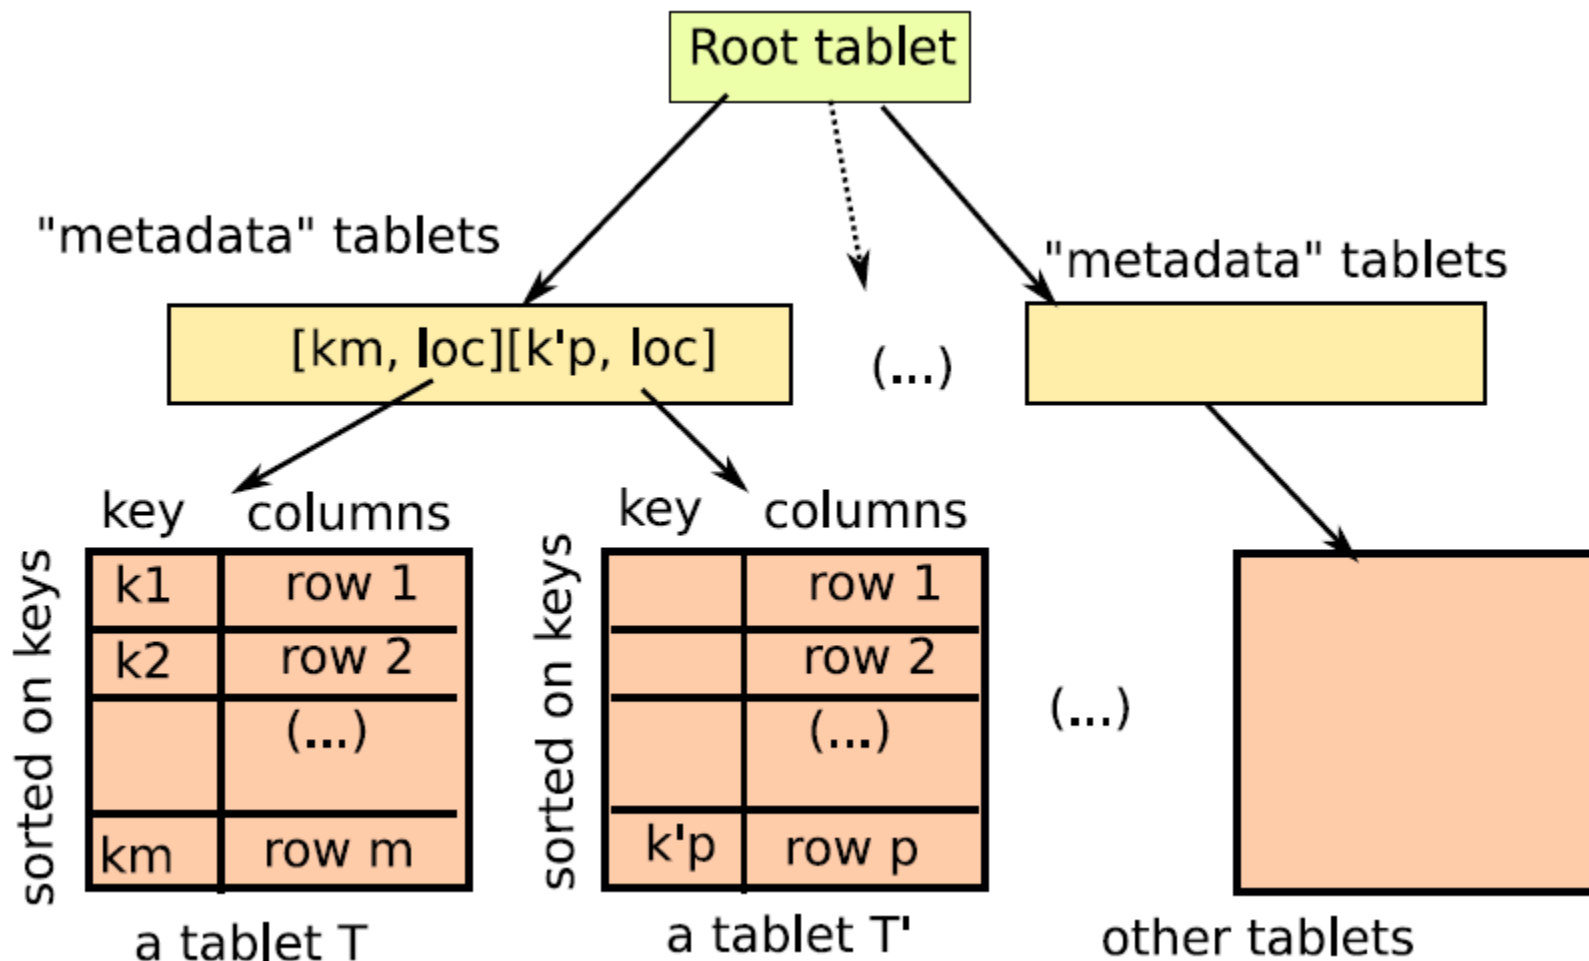 Root tablet
"metadata" tablets
"metadata" tablets
[km, loc][k'p, loc]
(...)
key columns
key columns
sorted on keys
k1 row 1
k2 row 2
(...)
km row m
sorted on keys
row 1
row 2
(...)
k'p row p
(...)
a tablet T
a tablet T'
other tablets